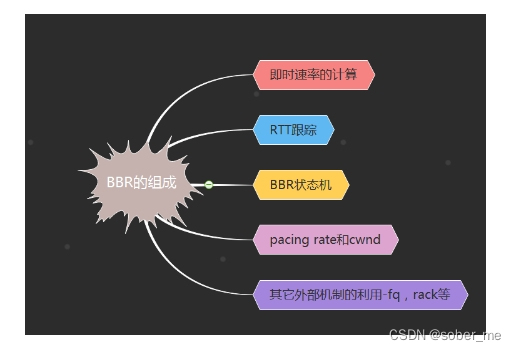 即时速率的计算
RTT跟踪
BBR的组成
BBR状态机
pacing rate和cwnd
其它外部机制的利用-fq，rack等
CSDN @sober_me